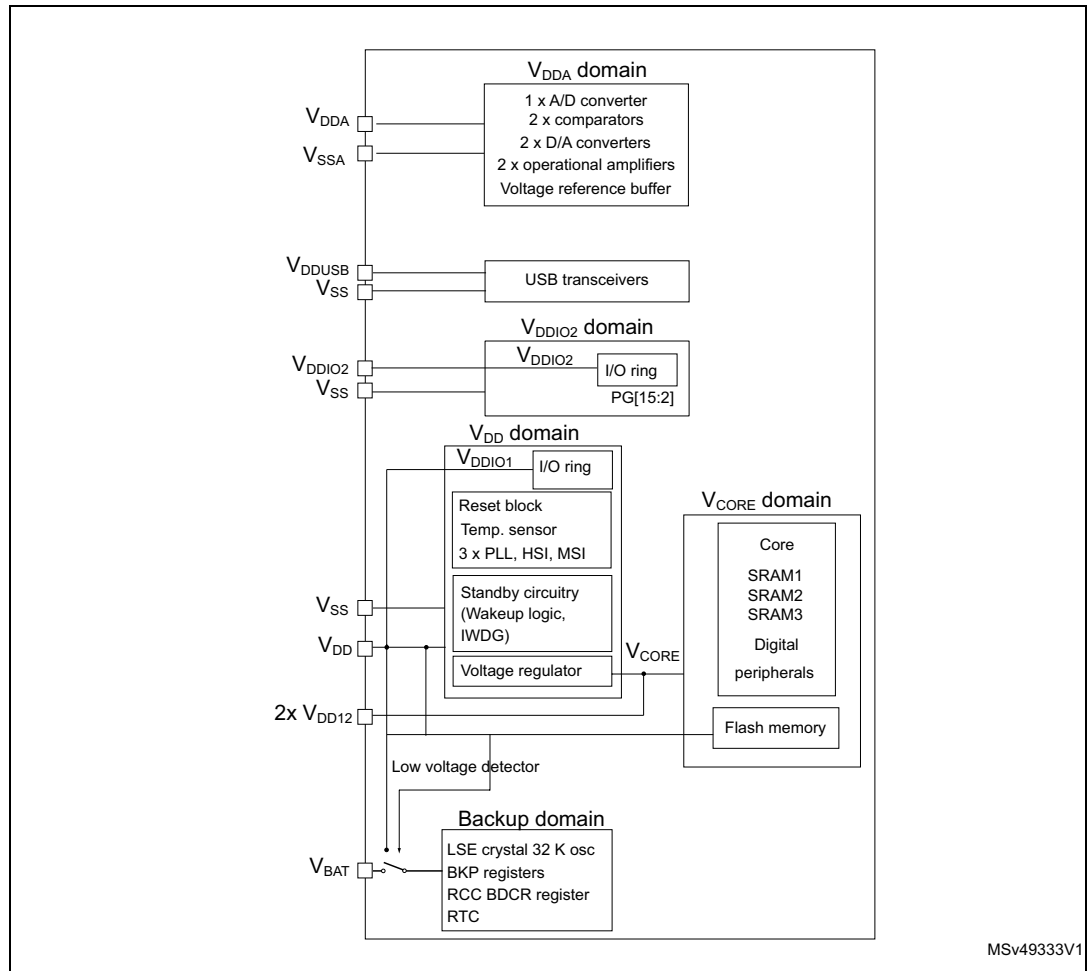 VDDA domain
VDDA
VSSA
1 x A/D converter
2 x comparators
2 x D/A converters
2 x operational amplifiers
Voltage reference buffer
VDDUSB
VSS
USB transceivers
VDDIO2 domain
VDDIO2
VSS
VDDIO2
I/O ring
PG[15:2]
VDD domain
VDDIO1
I/O ring
Reset block
Temp. sensor
3 x PLL, HSI, MSI
VSS
VDD
Standby circuitry
(Wakeup logic,
IWDG)
Voltage regulator
VCORE
2x VDD12
VCORE domain
Core
SRAM1
SRAM2
SRAM3
Digital
peripherals
Flash memory
Low voltage detector
Backup domain
VBAT
LSE crystal 32 K osc
BKP registers
RCC BDCR register
RTC
MSv49333V1